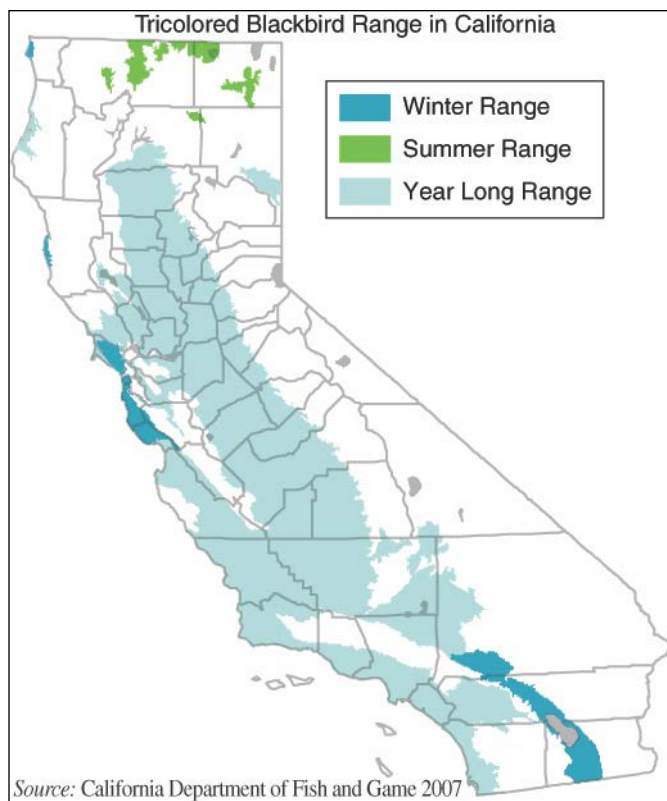 Tricolored Blackbird Range in California
Winter Range
Summer Range
Year Long Range
Source: California Department of Fish and Game 2007